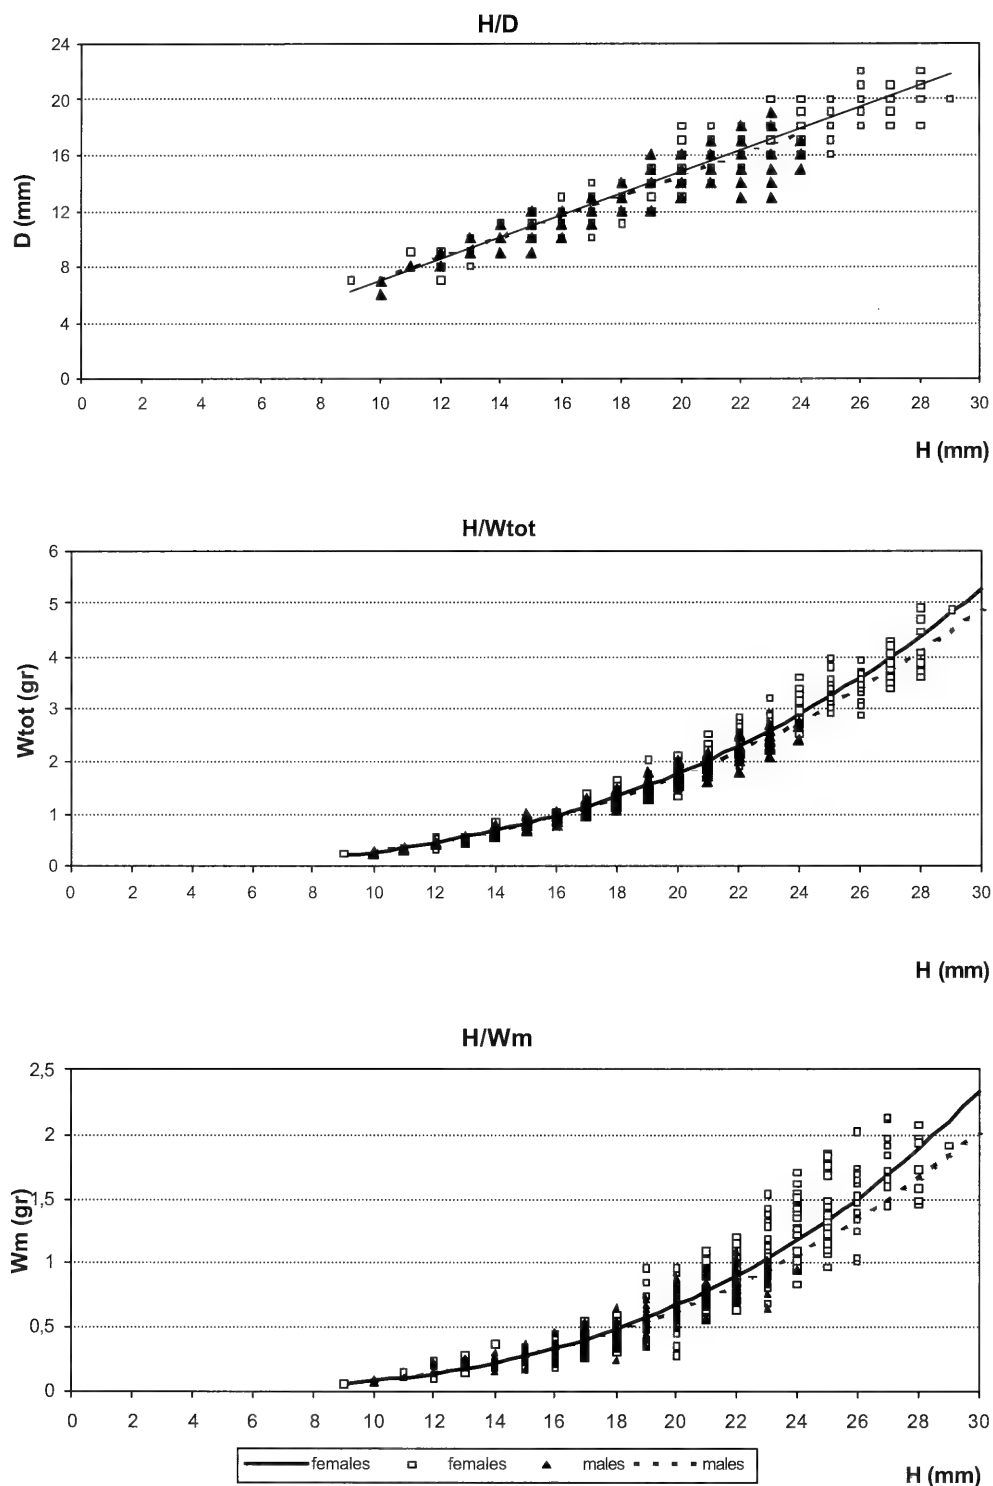 H/D
24
20
16
12
8
4
0
D (mm)
0 2 4 6 8 10 12 14 16 18 20 22 24 26 28 30
H (mm)
H/Wtot
6
5
4
3
2
1
0
Wtot (gr)
0 2 4 6 8 10 12 14 16 18 20 22 24 26 28 30
H (mm)
H/Wm
2,5
2
1,5
1
0,5
0
Wm (gr)
0 2 4 6 8 10 12 14 16 18 20 22 24 26 28 30
females females males males
H (mm)